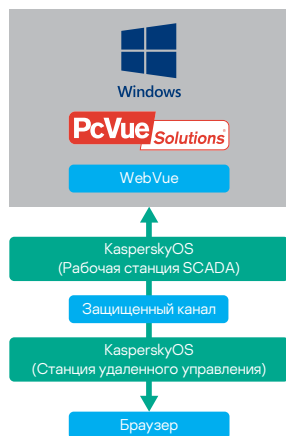 Windows
PcVue Solutions
WebVue
KasperskyOS
(Рабочая станция SCADA)
Защищенный канал
KasperskyOS
(Станция удаленного управления)
Браузер